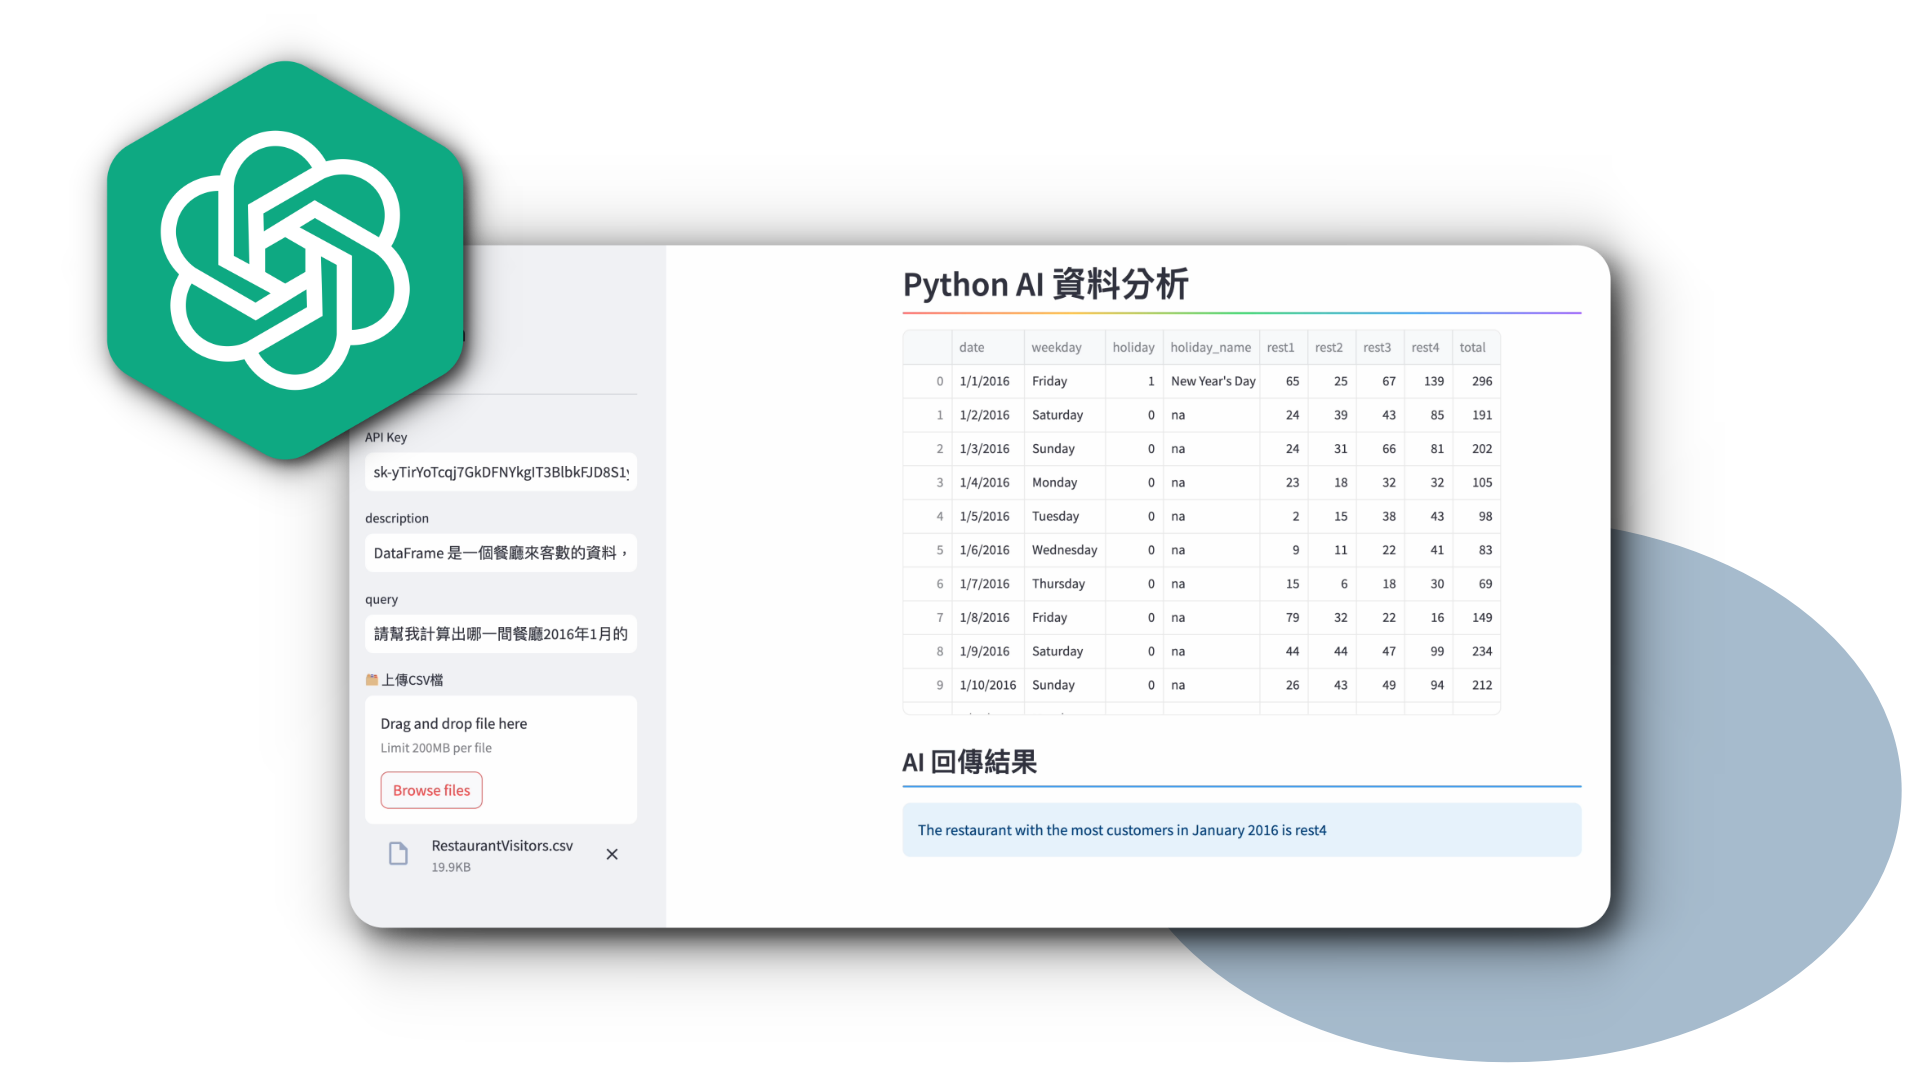 API Key
sk-yTirYoTcqj7GkDFNYkgIT3BlbkFJD8S1
description
DataFrame 是一個餐廳來客數的資料，
query
請幫我計算出哪一間餐廳2016年1月的
上傳CSV檔
Drag and drop file here
Limit 200MB per file
Browse files
RestaurantVisitors.csv
19.9KB
Python AI 資料分析
date weekday holiday holiday_name rest1 rest2 rest3 rest4 total
0 1/1/2016 Friday 1 New Year's Day 65 25 67 139 296
1 1/2/2016 Saturday 0 na 24 39 43 85 191
2 1/3/2016 Sunday 0 na 24 31 66 81 202
3 1/4/2016 Monday 0 na 23 18 32 32 105
4 1/5/2016 Tuesday 0 na 2 15 38 43 98
5 1/6/2016 Wednesday 0 na 9 11 22 41 83
6 1/7/2016 Thursday 0 na 15 6 18 30 69
7 1/8/2016 Friday 0 na 79 32 22 16 149
8 1/9/2016 Saturday 0 na 44 44 47 99 234
9 1/10/2016 Sunday 0 na 26 43 49 94 212
AI 回傳結果
The restaurant with the most customers in January 2016 is rest4